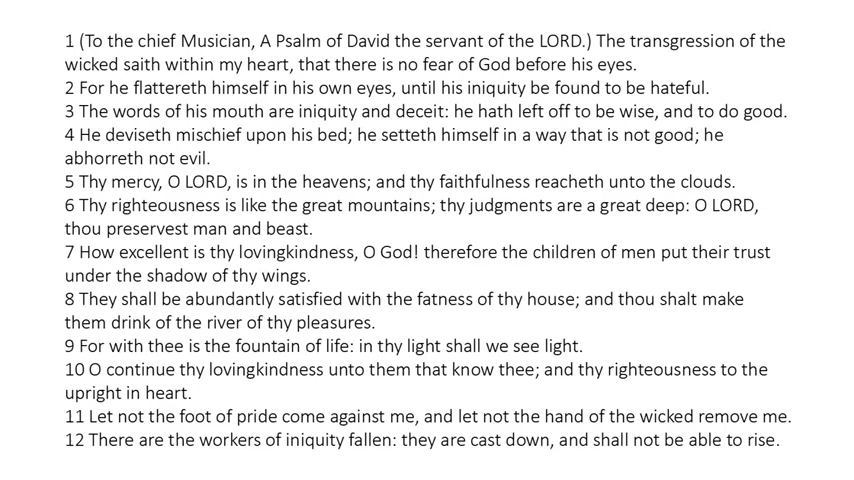 1 (To the chief Musician, A Psalm of David the servant of the LORD.) The transgression of the
wicked saith within my heart, that there is no fear of God before his eyes.
2 For he flattereth himself in his own eyes, until his iniquity be found to be hateful.
3 The words of his mouth are iniquity and deceit: he hath left off to be wise, and to do good.
4 He deviseth mischief upon his bed; he setteth himself in a way that is not good; he
abhorreth not evil.
5 Thy mercy, O LORD, is in the heavens; and thy faithfulness reacheth unto the clouds.
6 Thy righteousness is like the great mountains; thy judgments are a great deep: O LORD,
thou preservest man and beast.
7 How excellent is thy lovingkindness, O God! therefore the children of men put their trust
under the shadow of thy wings.
8 They shall be abundantly satisfied with the fatness of thy house; and thou shalt make
them drink of the river of thy pleasures.
9 For with thee is the fountain of life: in thy light shall we see light.
10 O continue thy lovingkindness unto them that know thee; and thy righteousness to the
upright in heart.
11 Let not the foot of pride come against me, and let not the hand of the wicked remove me.
12 There are the workers of iniquity fallen: they are cast down, and shall not be able to rise.